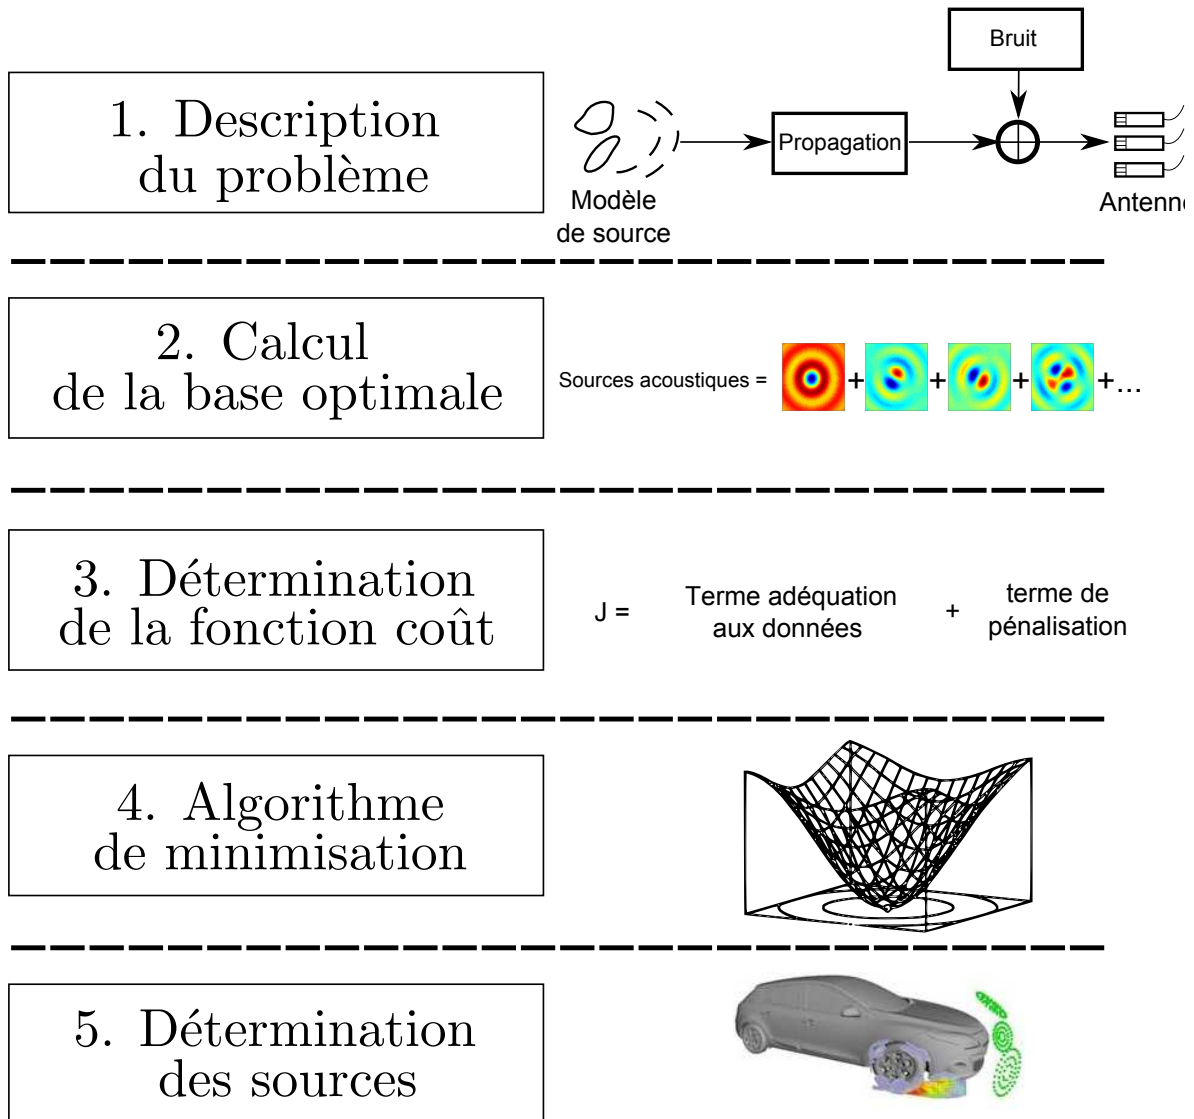 1. Description
du problème
Bruit
Propagation
Modèle
de source
Antenne
2. Calcul
de la base optimale
Sources acoustiques = + + + +...
3. Détermination
de la fonction coût
J = Terme adéquation
aux données
+ terme de
pénalisation
4. Algorithme
de minimisation
5. Détermination
des sources